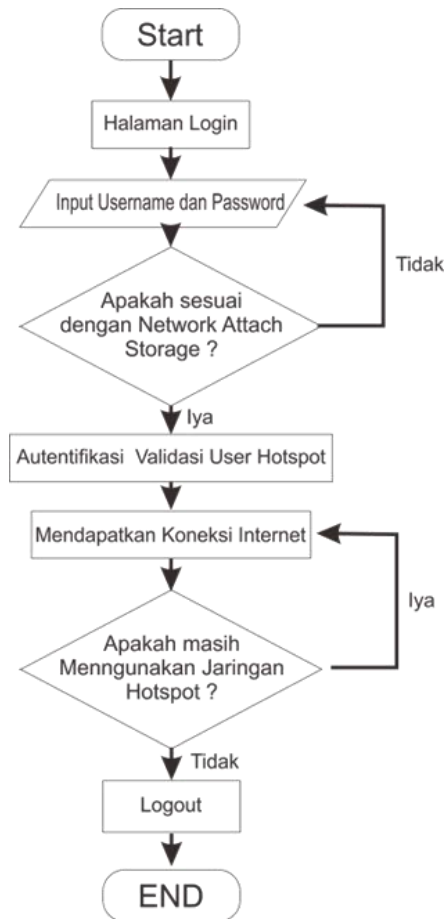 Start
Halaman Login
Input Username dan Password
Tidak
Apakah sesuai
dengan Network Attach
Storage ?
Iya
Autentifikasi Validasi User Hotspot
Mendapatkan Koneksi Internet
Iya
Apakah masih
Menngunakan Jaringan
Hotspot ?
Tidak
Logout
END